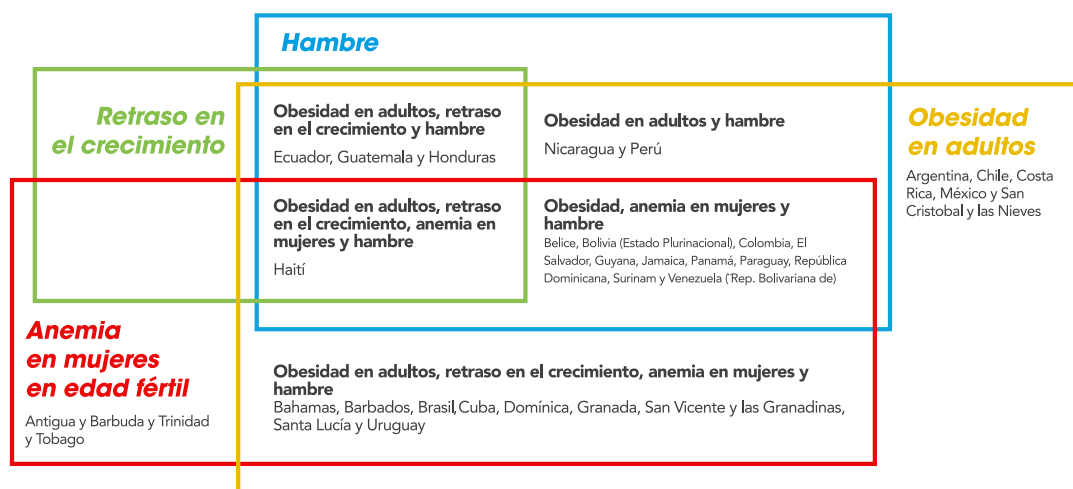 Hambre
Retraso en
el crecimiento
Obesidad en adultos, retraso
en el crecimiento y hambre
Ecuador, Guatemala y Honduras
Obesidad en adultos y hambre
Nicaragua y Perú
Obesidad
en adultos
Argentina, Chile, Costa
Rica, México y San
Cristobal y las Nieves
Obesidad en adultos, retraso
en el crecimiento, anemia en
mujeres y hambre
Haití
Obesidad, anemia en mujeres y
hambre
Belice, Bolivia (Estado Plurinacional), Colombia, El
Salvador, Guyana, Jamaica, Panamá, Paraguay, República
Dominicana, Surinam y Venezuela (¨Rep. Bolivariana de)
Anemia
en mujeres
en edad fértil
Antigua y Barbuda y Trinidad
y Tobago
Obesidad en adultos, retraso en el crecimiento, anemia en mujeres y
hambre
Bahamas, Barbados, Brasil,Cuba, Domínica, Granada, San Vicente y las Granadinas,
Santa Lucía y Uruguay